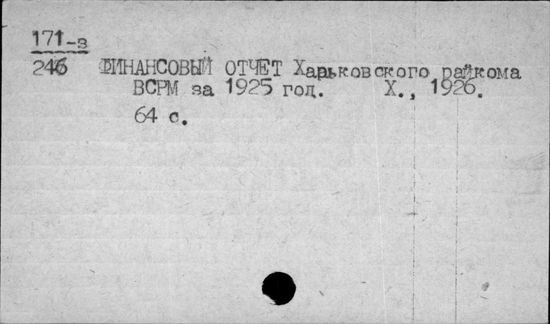 171-з
246 ФИНАНСОВЫЙ ОТЧЕТ Харьковского райкома
ВСРМ за 1925 год. Х., 1926.
64 с.